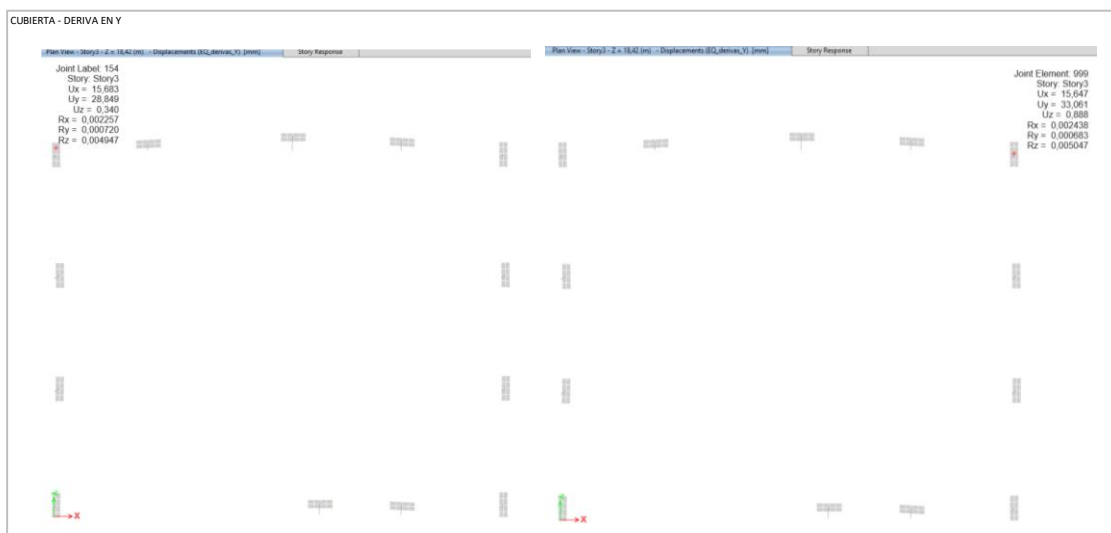 CUBIERTA - DERIVA EN Y
Plan View - Story3 - Z = 18,42 (m) - Displacements (EQ_derivas_Y) [mm]
Story Response
Joint Label: 154
Story: Story3
Ux = 15,683
Uy = 28,849
Uz = 0,340
Rx = 0,002257
Ry = 0,000720
Rz = 0,004947
X
Plan View - Story3 - Z = 18,42 (m) - Displacements (EQ_derivas_Y) [mm]
Story Response
Joint Element: 999
Story: Story3
Ux = 15,647
Uy = 33,061
Uz = 0,888
Rx = 0,002438
Ry = 0,000683
Rz = 0,005047
X